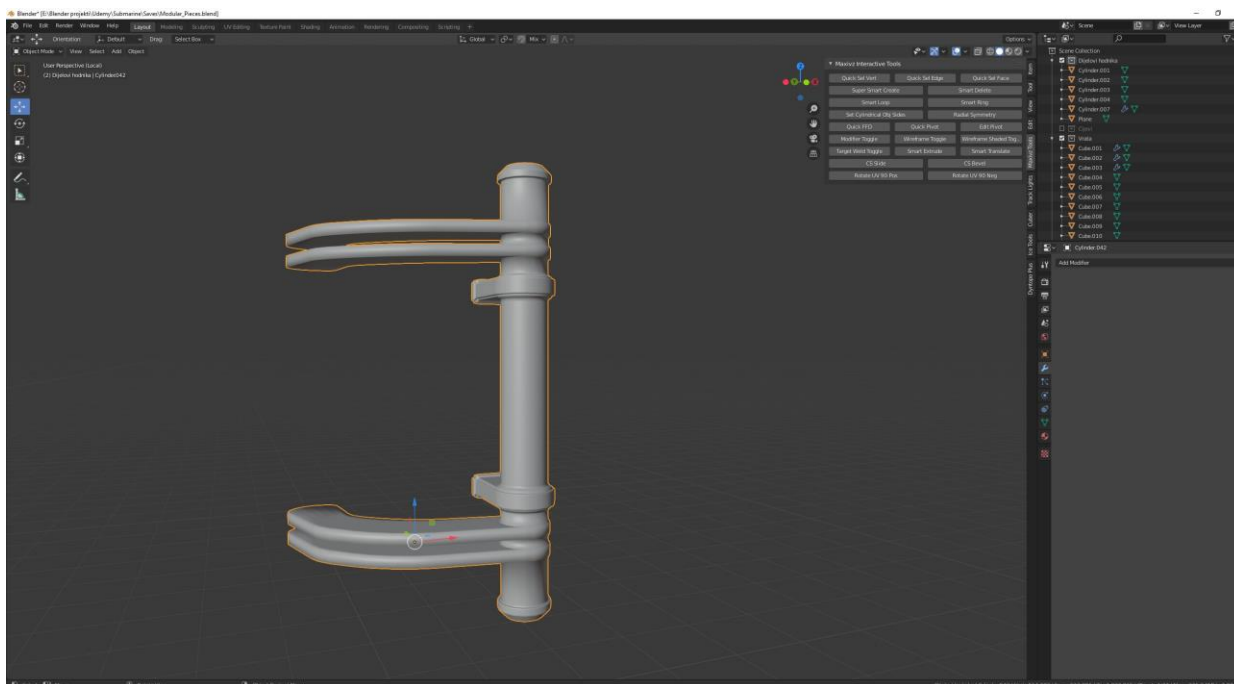 Blender* [E:\Blender projekti\Udemy\Submarine\Saves\Modular_Pieces.blend]
File Edit Render Window Help Layout Modeling Sculpting UV Editing Texture Paint Shading Animation Rendering Compositing Scripting + Scene View Layer
Orientation Default Drag: Select Box Global Mix Options
Object Mode View Select Add Object
User Perspective (Local)
(2) Dijelovi hodnika | Cylinder.042
Maxivz Interactive Tools
Quick Sel Vert Quick Sel Edge Quick Sel Face
Super Smart Create Smart Delete
Smart Loop Smart Ring
Set Cylindrical Obj Sides Radial Symmetry
Quick FFD Quick Pivot Edit Pivot
Modifier Toggle Wireframe Toggle Wireframe Shaded Tog...
Target Weld Toggle Smart Extrude Smart Translate
CS Slide CS Bevel
Rotate UV 90 Pos Rotate UV 90 Neg
Item
Tool
View
Edit
Maxivz Tools
Track Lights
Cuber
Ice Tools
Dyntopo Plus
Scene Collection
Dijelovi hodnika
Cylinder.001
Cylinder.002
Cylinder.003
Cylinder.004
Cylinder.007
Plane
Vrata
Cube.001
Cube.002
Cube.003
Cube.004
Cube.005
Cube.006
Cube.007
Cube.008
Cube.009
Cube.010
Cylinder.042
Add Modifier